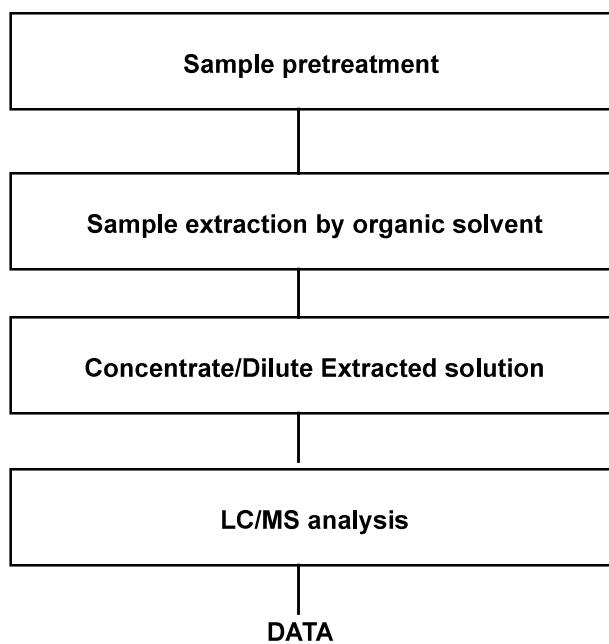 Sample pretreatment
Sample extraction by organic solvent
Concentrate/Dilute Extracted solution
LC/MS analysis
DATA